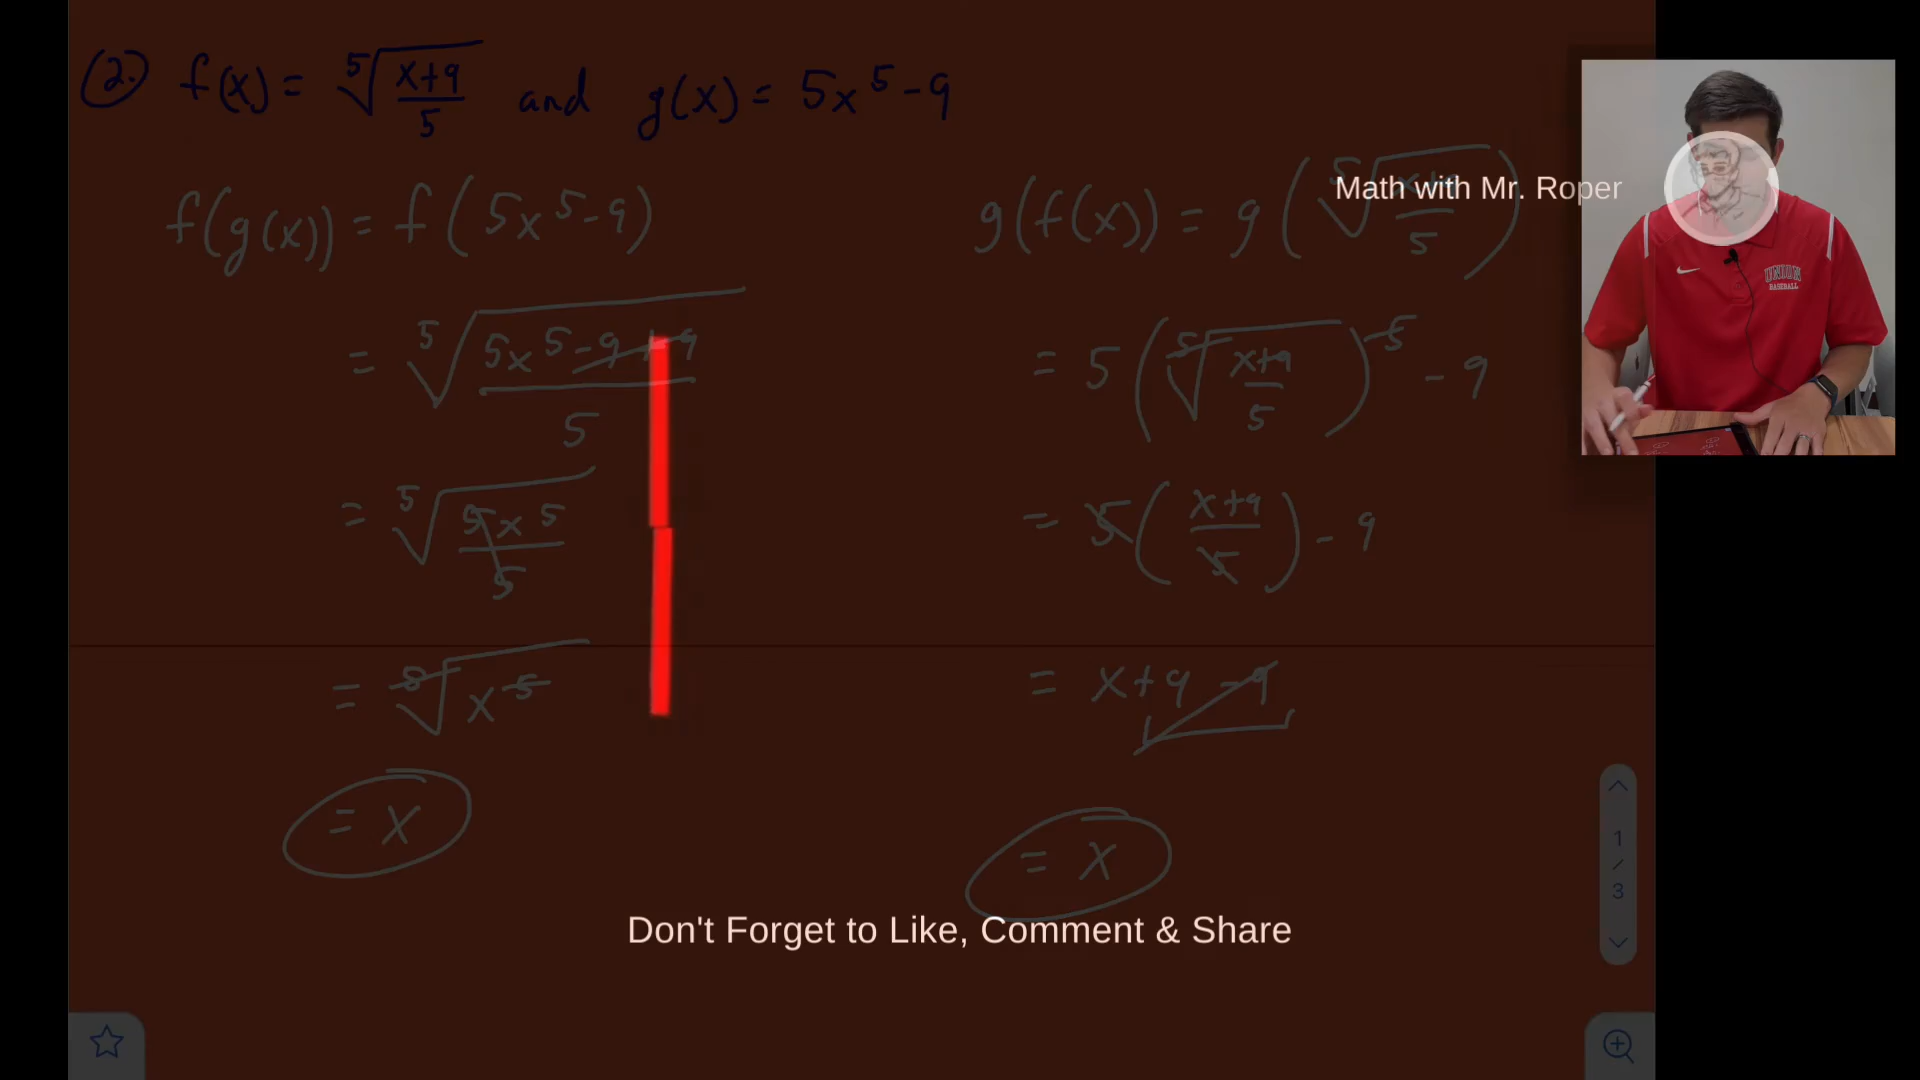 2. f(x) = ⁵√((x+9)/5) and g(x) = 5x⁵-9
f(g(x)) = f(5x⁵-9)
= ⁵√((5x⁵-9+9)/5)
= ⁵√(5x⁵/5)
= ⁵√(x⁵)
= x
g(f(x)) = g(⁵√((x+9)/5))
= 5(⁵√((x+9)/5))⁵ - 9
= 5((x+9)/5) - 9
= x+9 -9
= x
Math with Mr. Roper
UNION
BASEBALL
1
/
3
Don't Forget to Like, Comment & Share